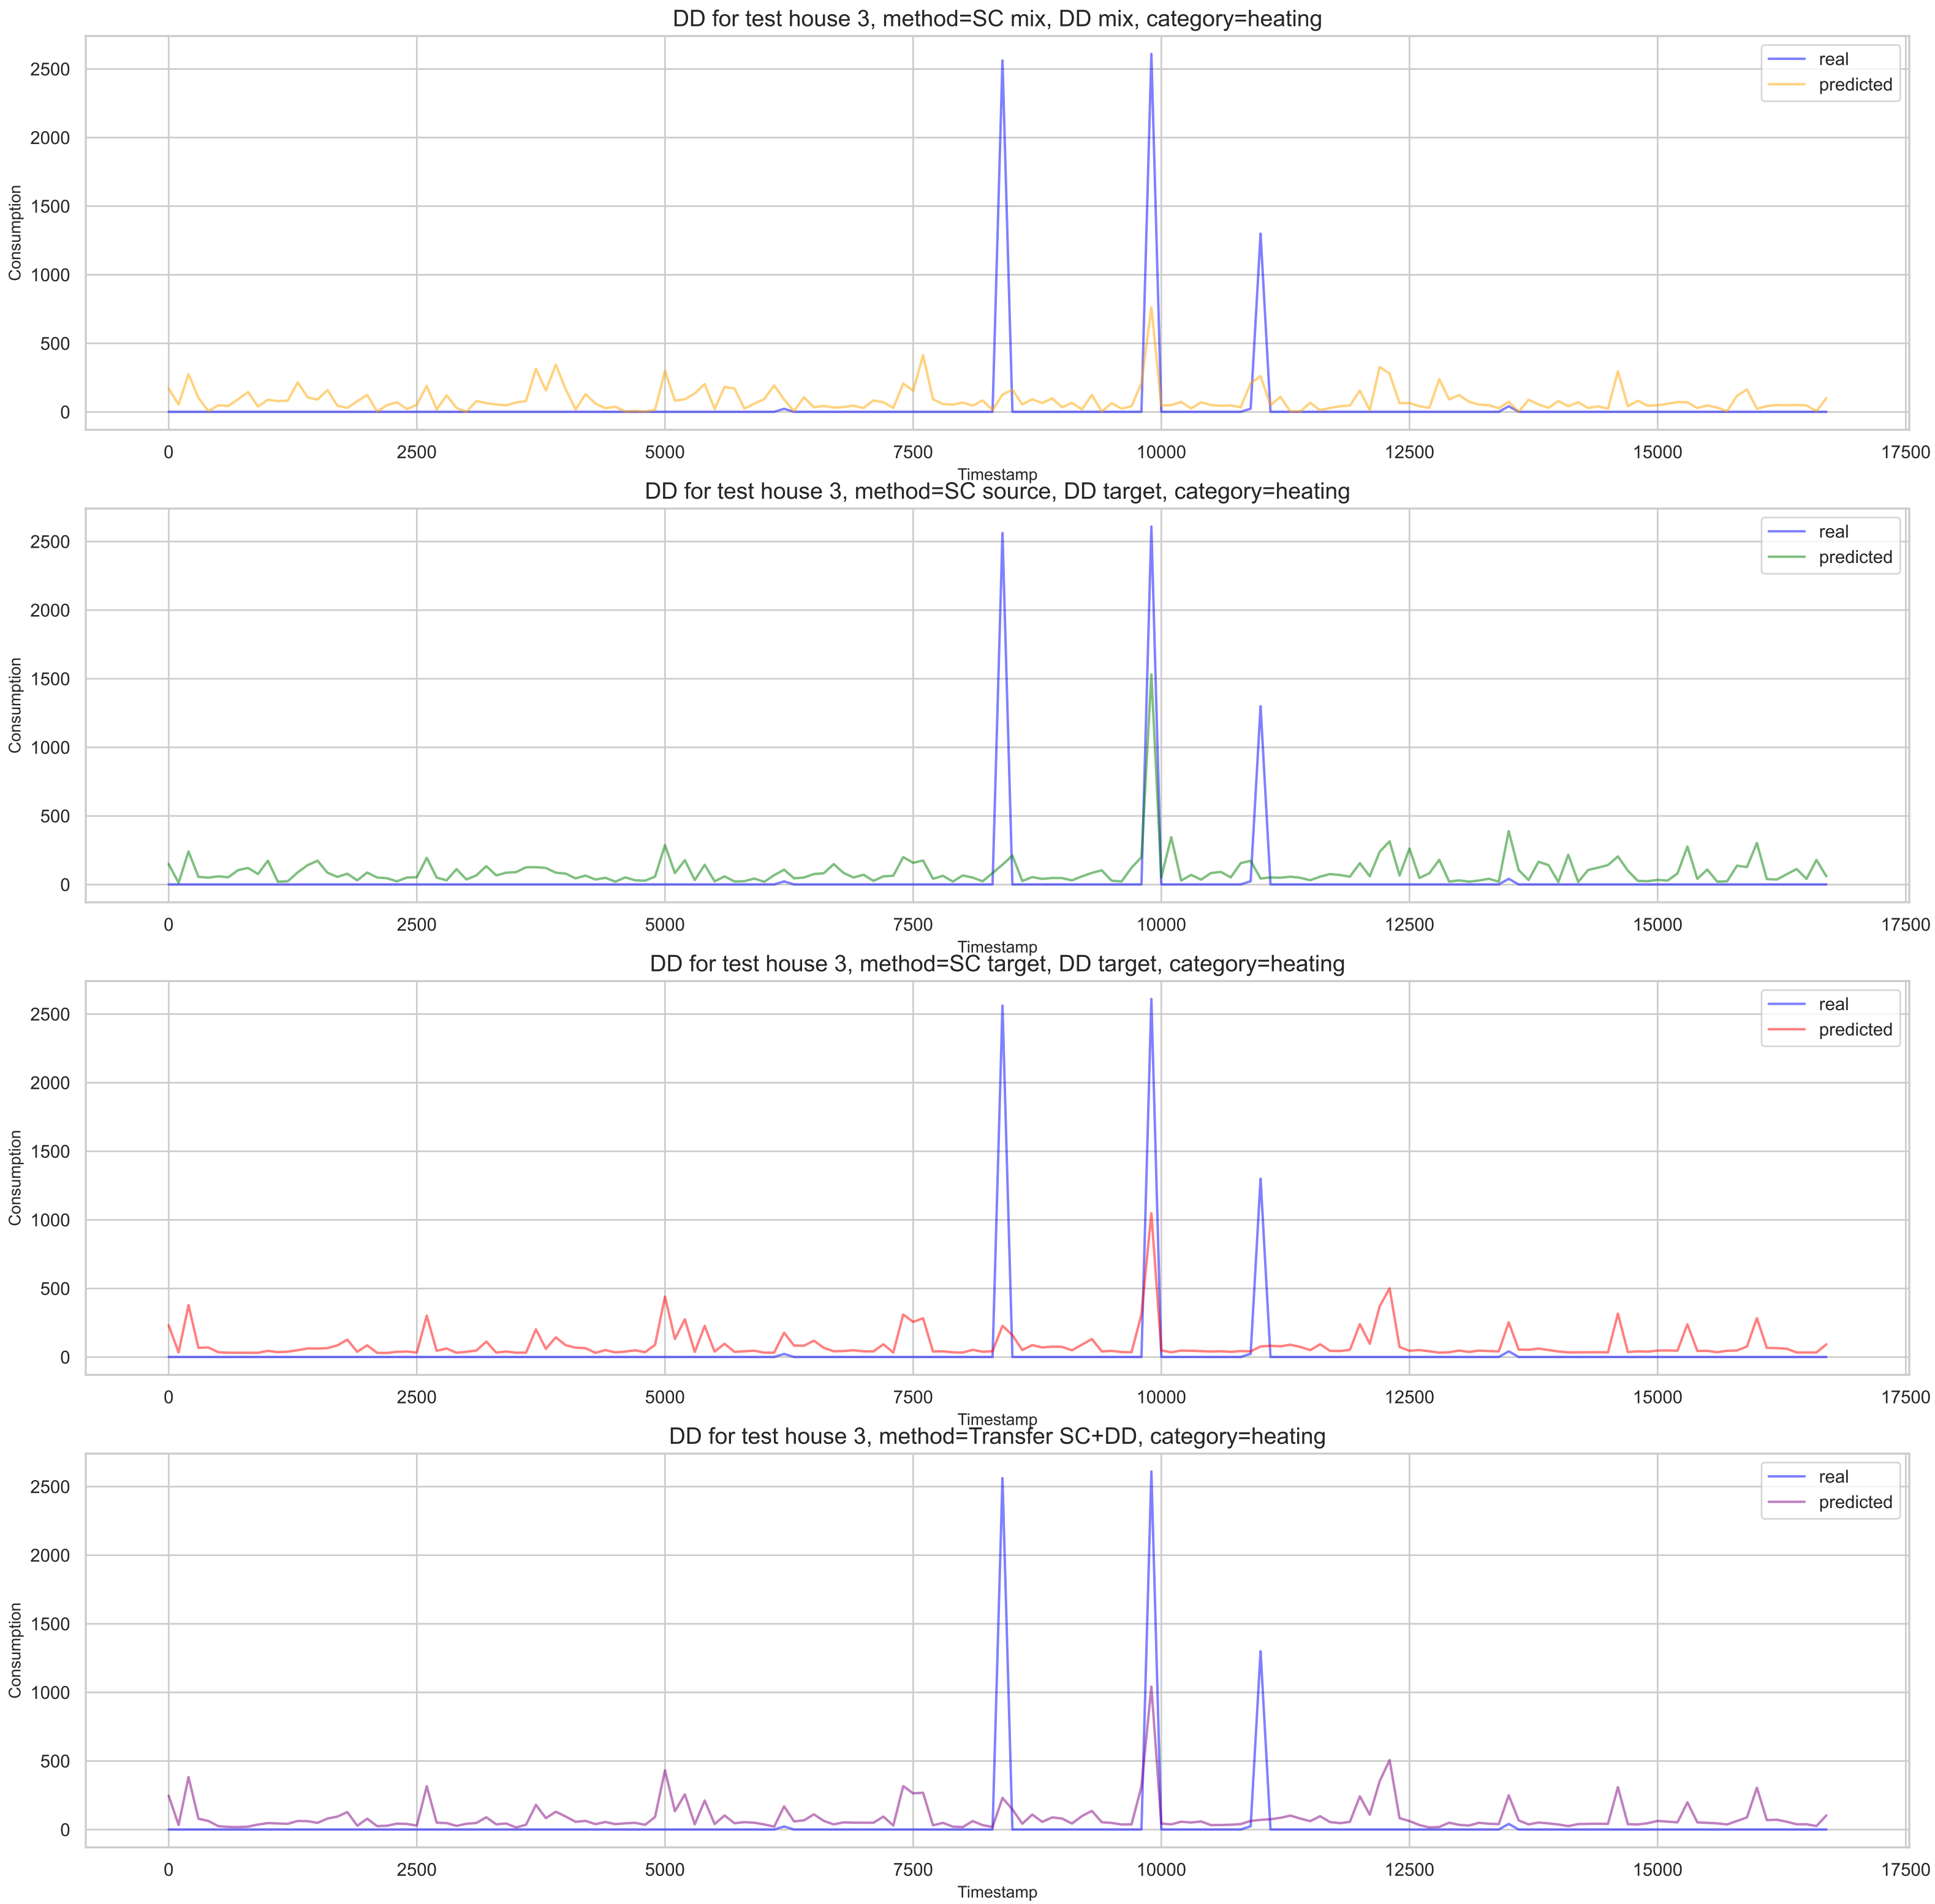 DD for test house 3, method=SC mix, DD mix, category=heating
real
predicted
Consumption
2500
2000
1500
1000
500
0
0 2500 5000 7500 10000 12500 15000 17500
Timestamp
DD for test house 3, method=SC source, DD target, category=heating
real
predicted
Consumption
2500
2000
1500
1000
500
0
0 2500 5000 7500 10000 12500 15000 17500
Timestamp
DD for test house 3, method=SC target, DD target, category=heating
real
predicted
Consumption
2500
2000
1500
1000
500
0
0 2500 5000 7500 10000 12500 15000 17500
Timestamp
DD for test house 3, method=Transfer SC+DD, category=heating
real
predicted
Consumption
2500
2000
1500
1000
500
0
0 2500 5000 7500 10000 12500 15000 17500
Timestamp